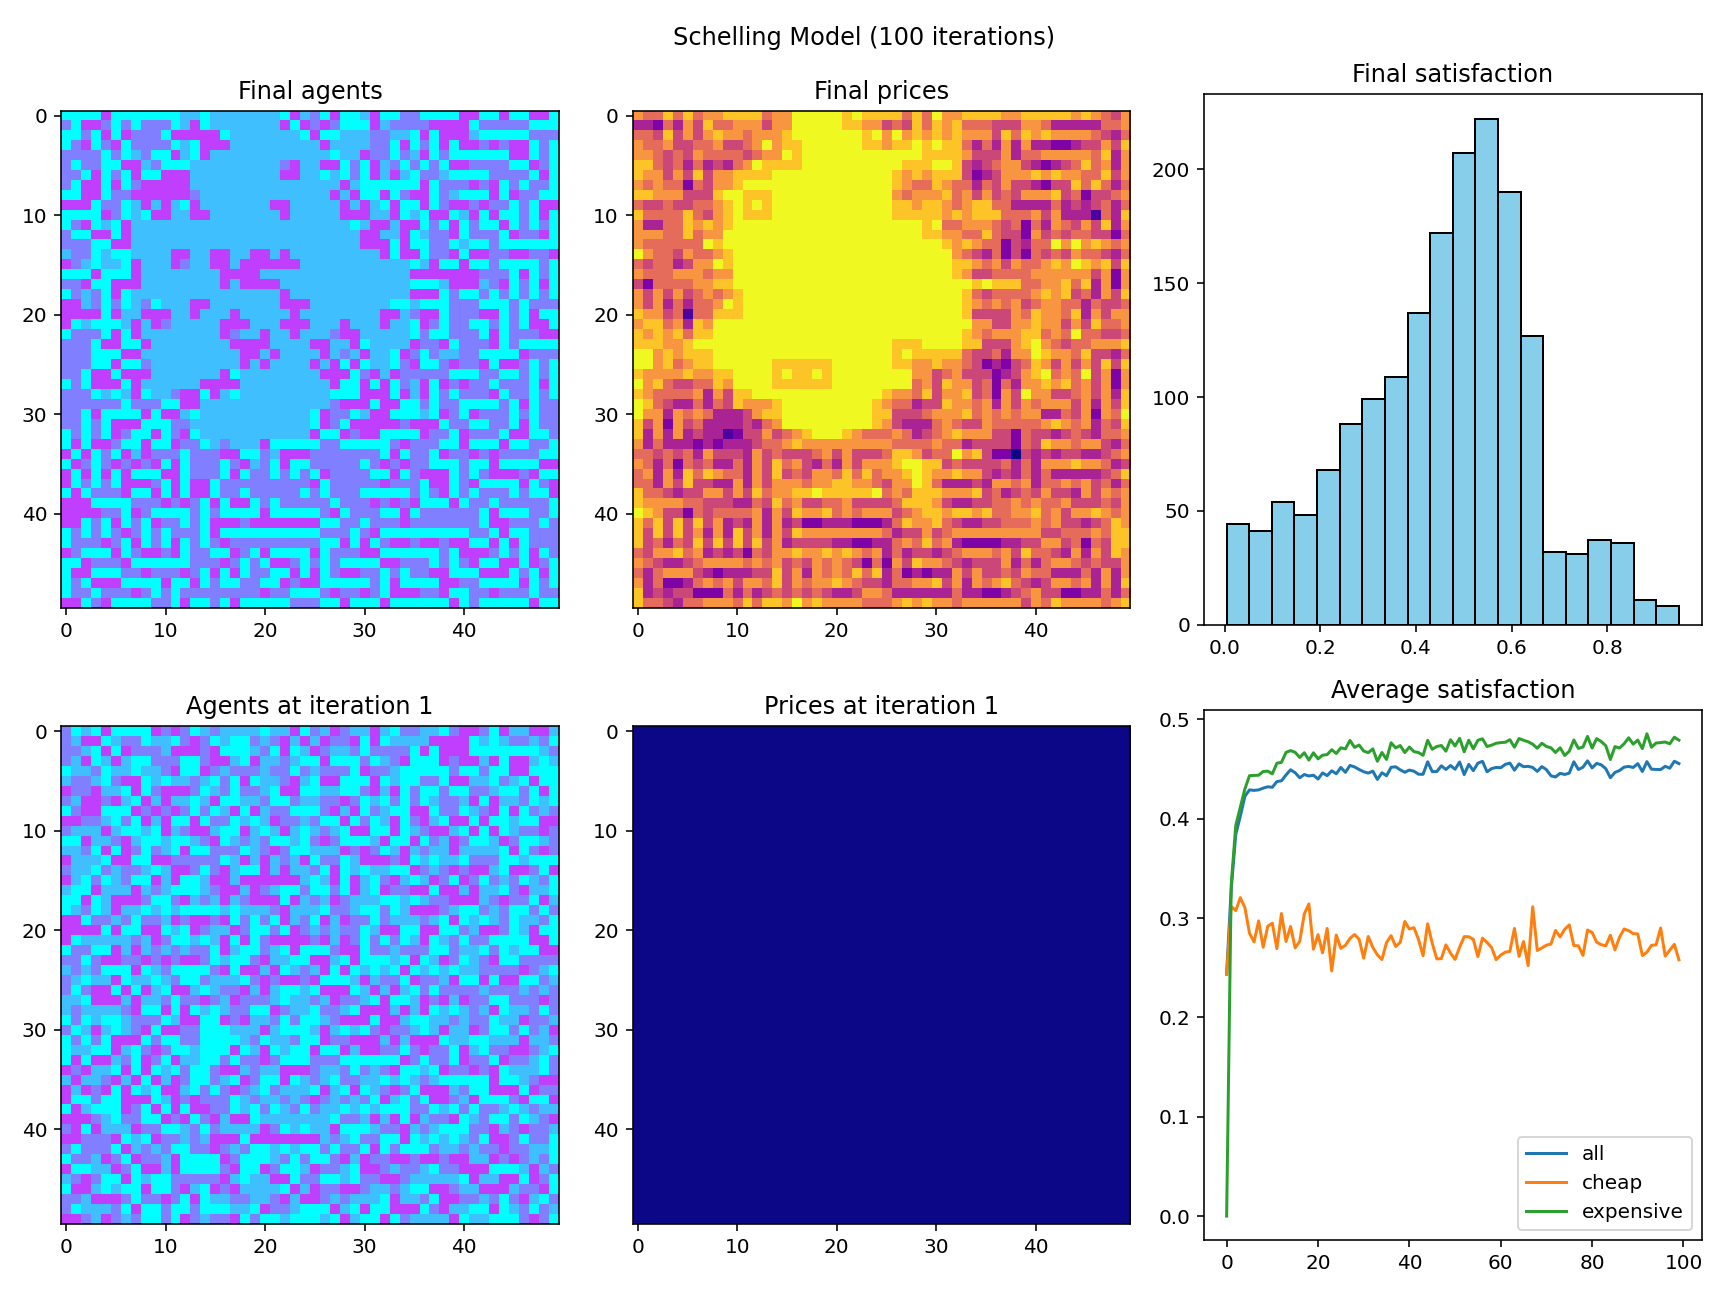 Schelling Model (100 iterations)
Final agents
0
10
20
30
40
0 10 20 30 40
Final prices
0
10
20
30
40
0 10 20 30 40
Final satisfaction
200
150
100
50
0
0.0 0.2 0.4 0.6 0.8
Agents at iteration 1
0
10
20
30
40
0 10 20 30 40
Prices at iteration 1
0
10
20
30
40
0 10 20 30 40
Average satisfaction
0.5
0.4
0.3
0.2
0.1
0.0
all
cheap
expensive
0 20 40 60 80 100